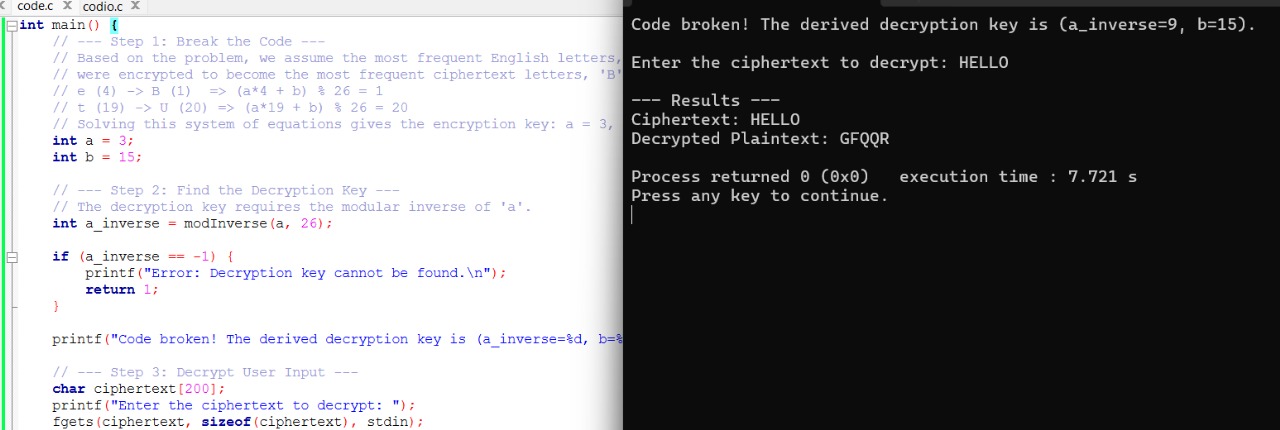 code.c X codio.c X
int main() {
// --- Step 1: Break the Code ---
// Based on the problem, we assume the most frequent English letters,
// were encrypted to become the most frequent ciphertext letters, 'B'
// e (4) -> B (1)  => (a*4 + b) % 26 = 1
// t (19) -> U (20) => (a*19 + b) % 26 = 20
// Solving this system of equations gives the encryption key: a = 3,
int a = 3;
int b = 15;
// --- Step 2: Find the Decryption Key ---
// The decryption key requires the modular inverse of 'a'.
int a_inverse = modInverse(a, 26);
if (a_inverse == -1) {
printf("Error: Decryption key cannot be found.\n");
return 1;
}
printf("Code broken! The derived decryption key is (a_inverse=%d, b=%
// --- Step 3: Decrypt User Input ---
char ciphertext[200];
printf("Enter the ciphertext to decrypt: ");
fgets(ciphertext, sizeof(ciphertext), stdin);
Code broken! The derived decryption key is (a_inverse=9, b=15).
Enter the ciphertext to decrypt: HELLO
--- Results ---
Ciphertext: HELLO
Decrypted Plaintext: GFQQR
Process returned 0 (0x0)   execution time : 7.721 s
Press any key to continue.